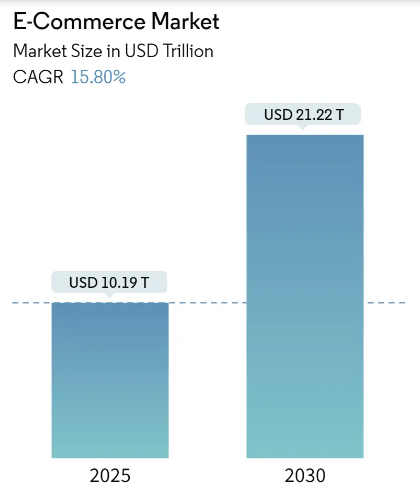 E-Commerce Market
Market Size in USD Trillion
CAGR 15.80%
USD 21.22 T
USD 10.19 T
2025
2030